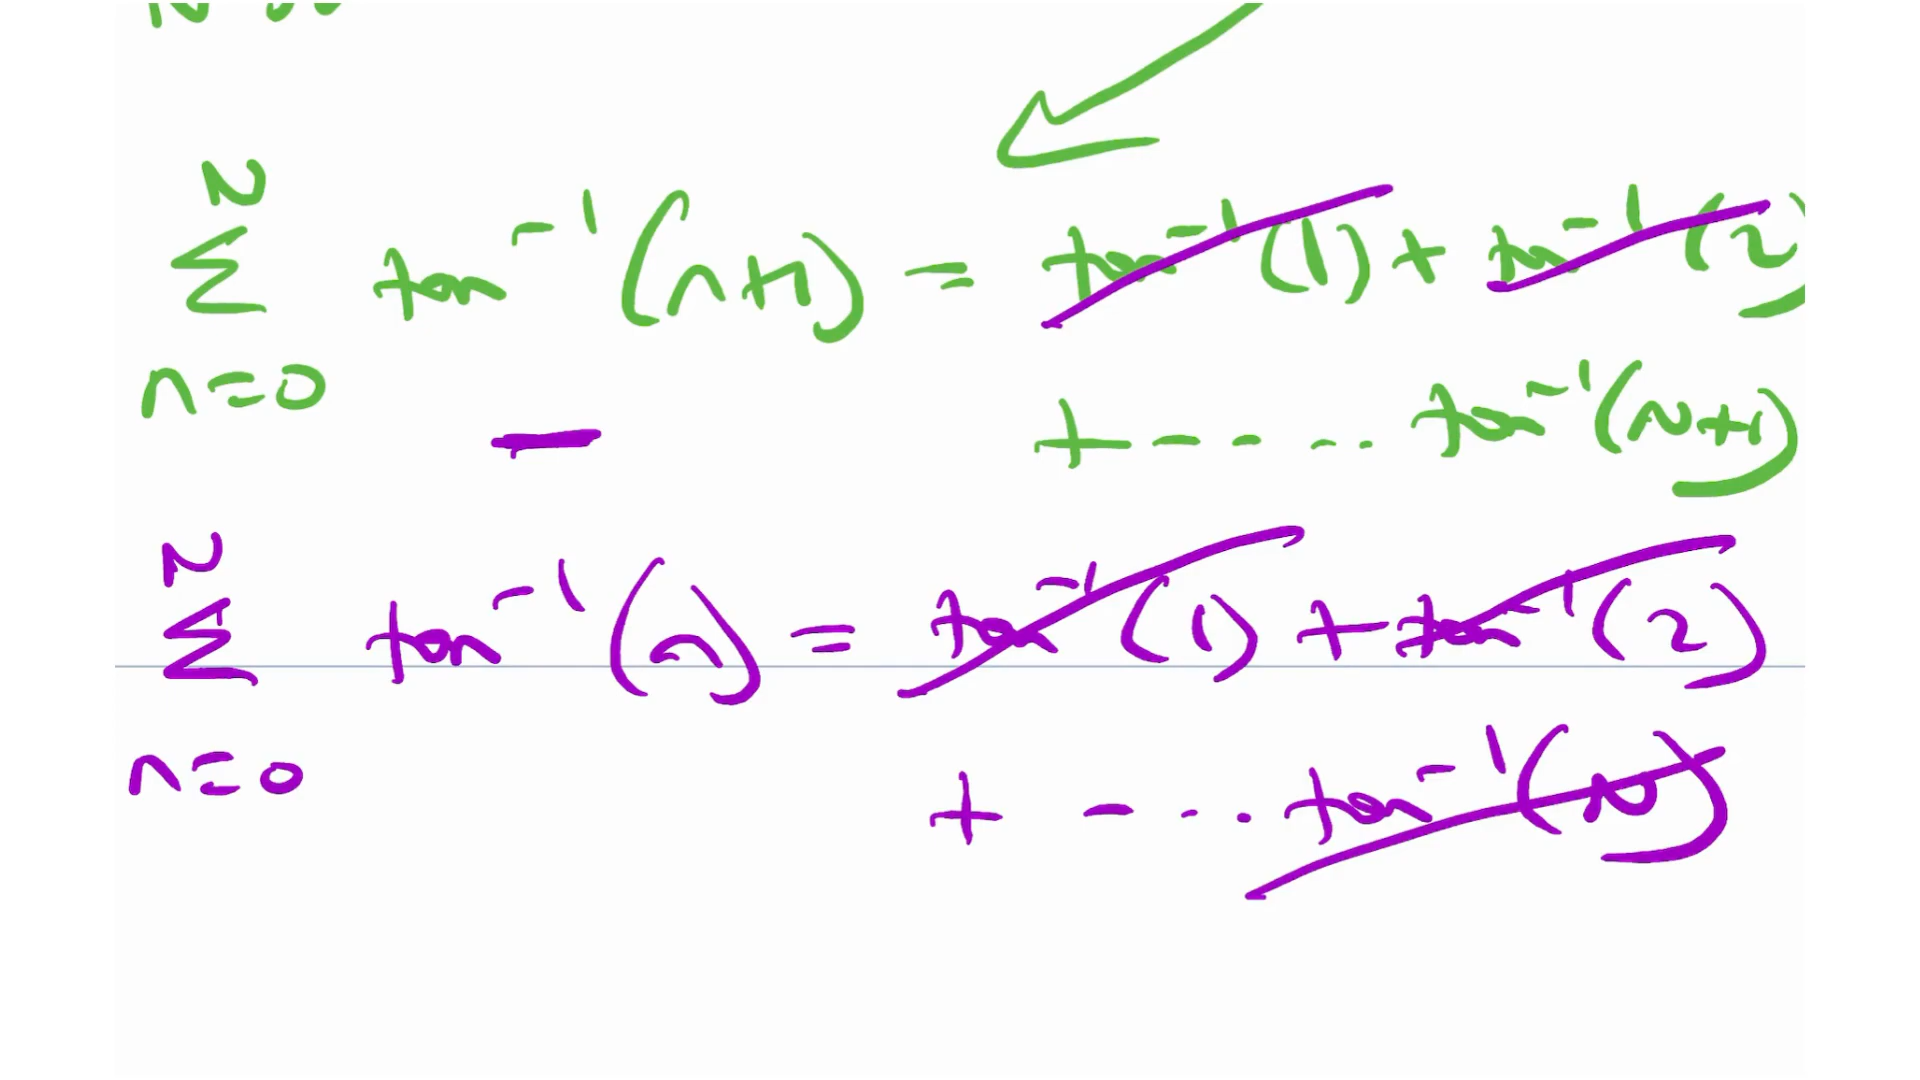 N
Σ tan⁻¹(n+1) = tan⁻¹(1) + tan⁻¹(2)
n=0
+ - - ... tan⁻¹(N+1)
—
N
Σ tan⁻¹(n) = tan⁻¹(1) + tan⁻¹(2)
n=0
+ - ... tan⁻¹(N)